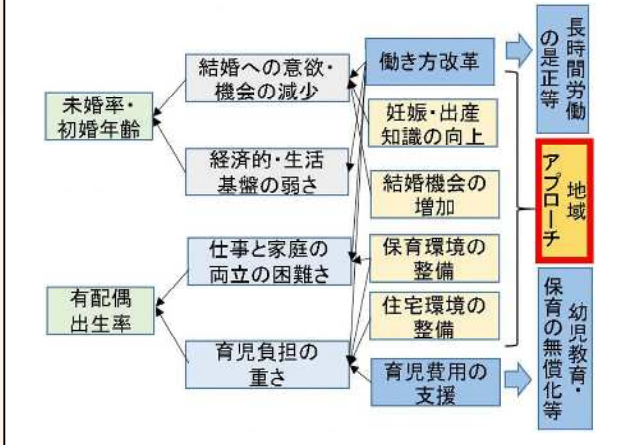 未婚率・
初婚年齢
有配偶
出生率
結婚への意欲・
機会の減少
経済的・生活
基盤の弱さ
仕事と家庭の
両立の困難さ
育児負担の
重さ
働き方改革
妊娠・出産
知識の向上
結婚機会の
増加
保育環境の
整備
住宅環境の
整備
育児費用の
支援
長時間労働
の是正等
地域
アプローチ
幼児教育・
保育の無償化等